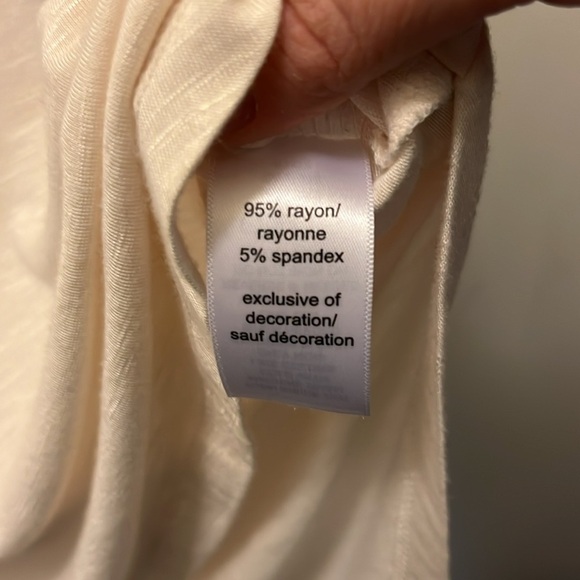 95% rayon/
rayonne
5% spandex
exclusive of
decoration/
sauf décoration